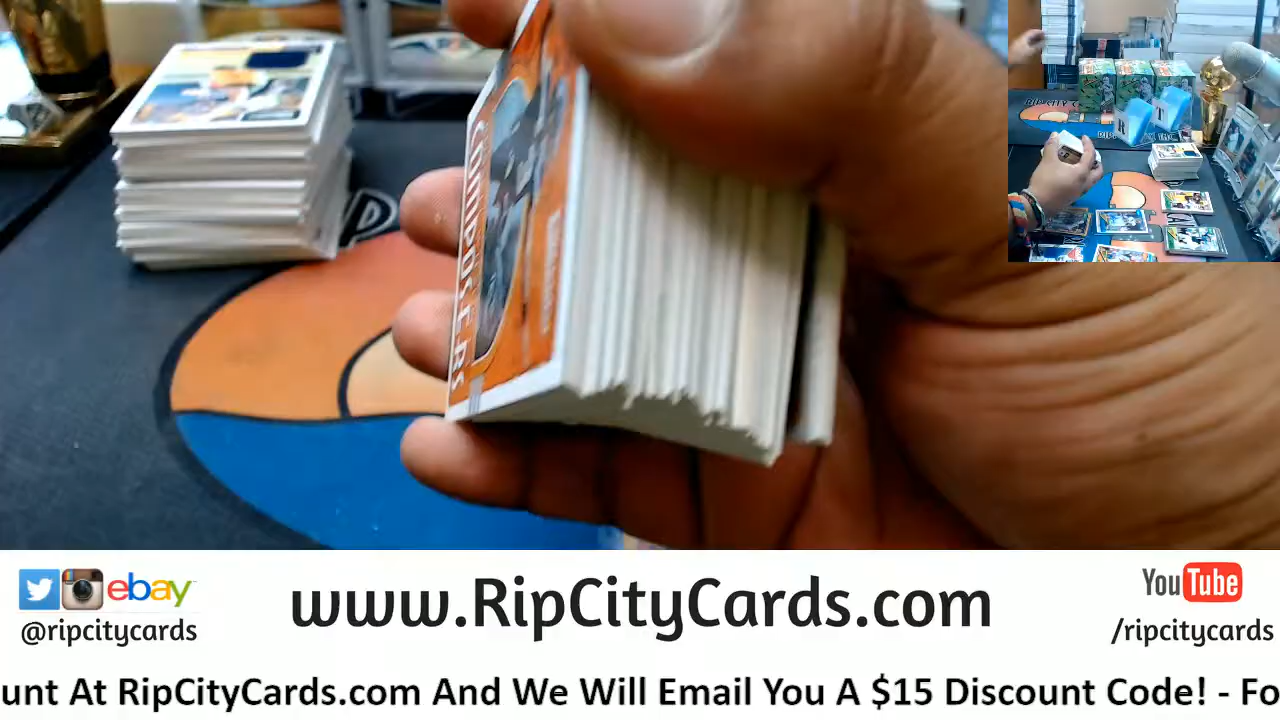 www.RipCityCards.com
ebay
@ripcitycards
YouTube
/ripcitycards
unt At RipCityCards.com And We Will Email You A $15 Discount Code! - Fo